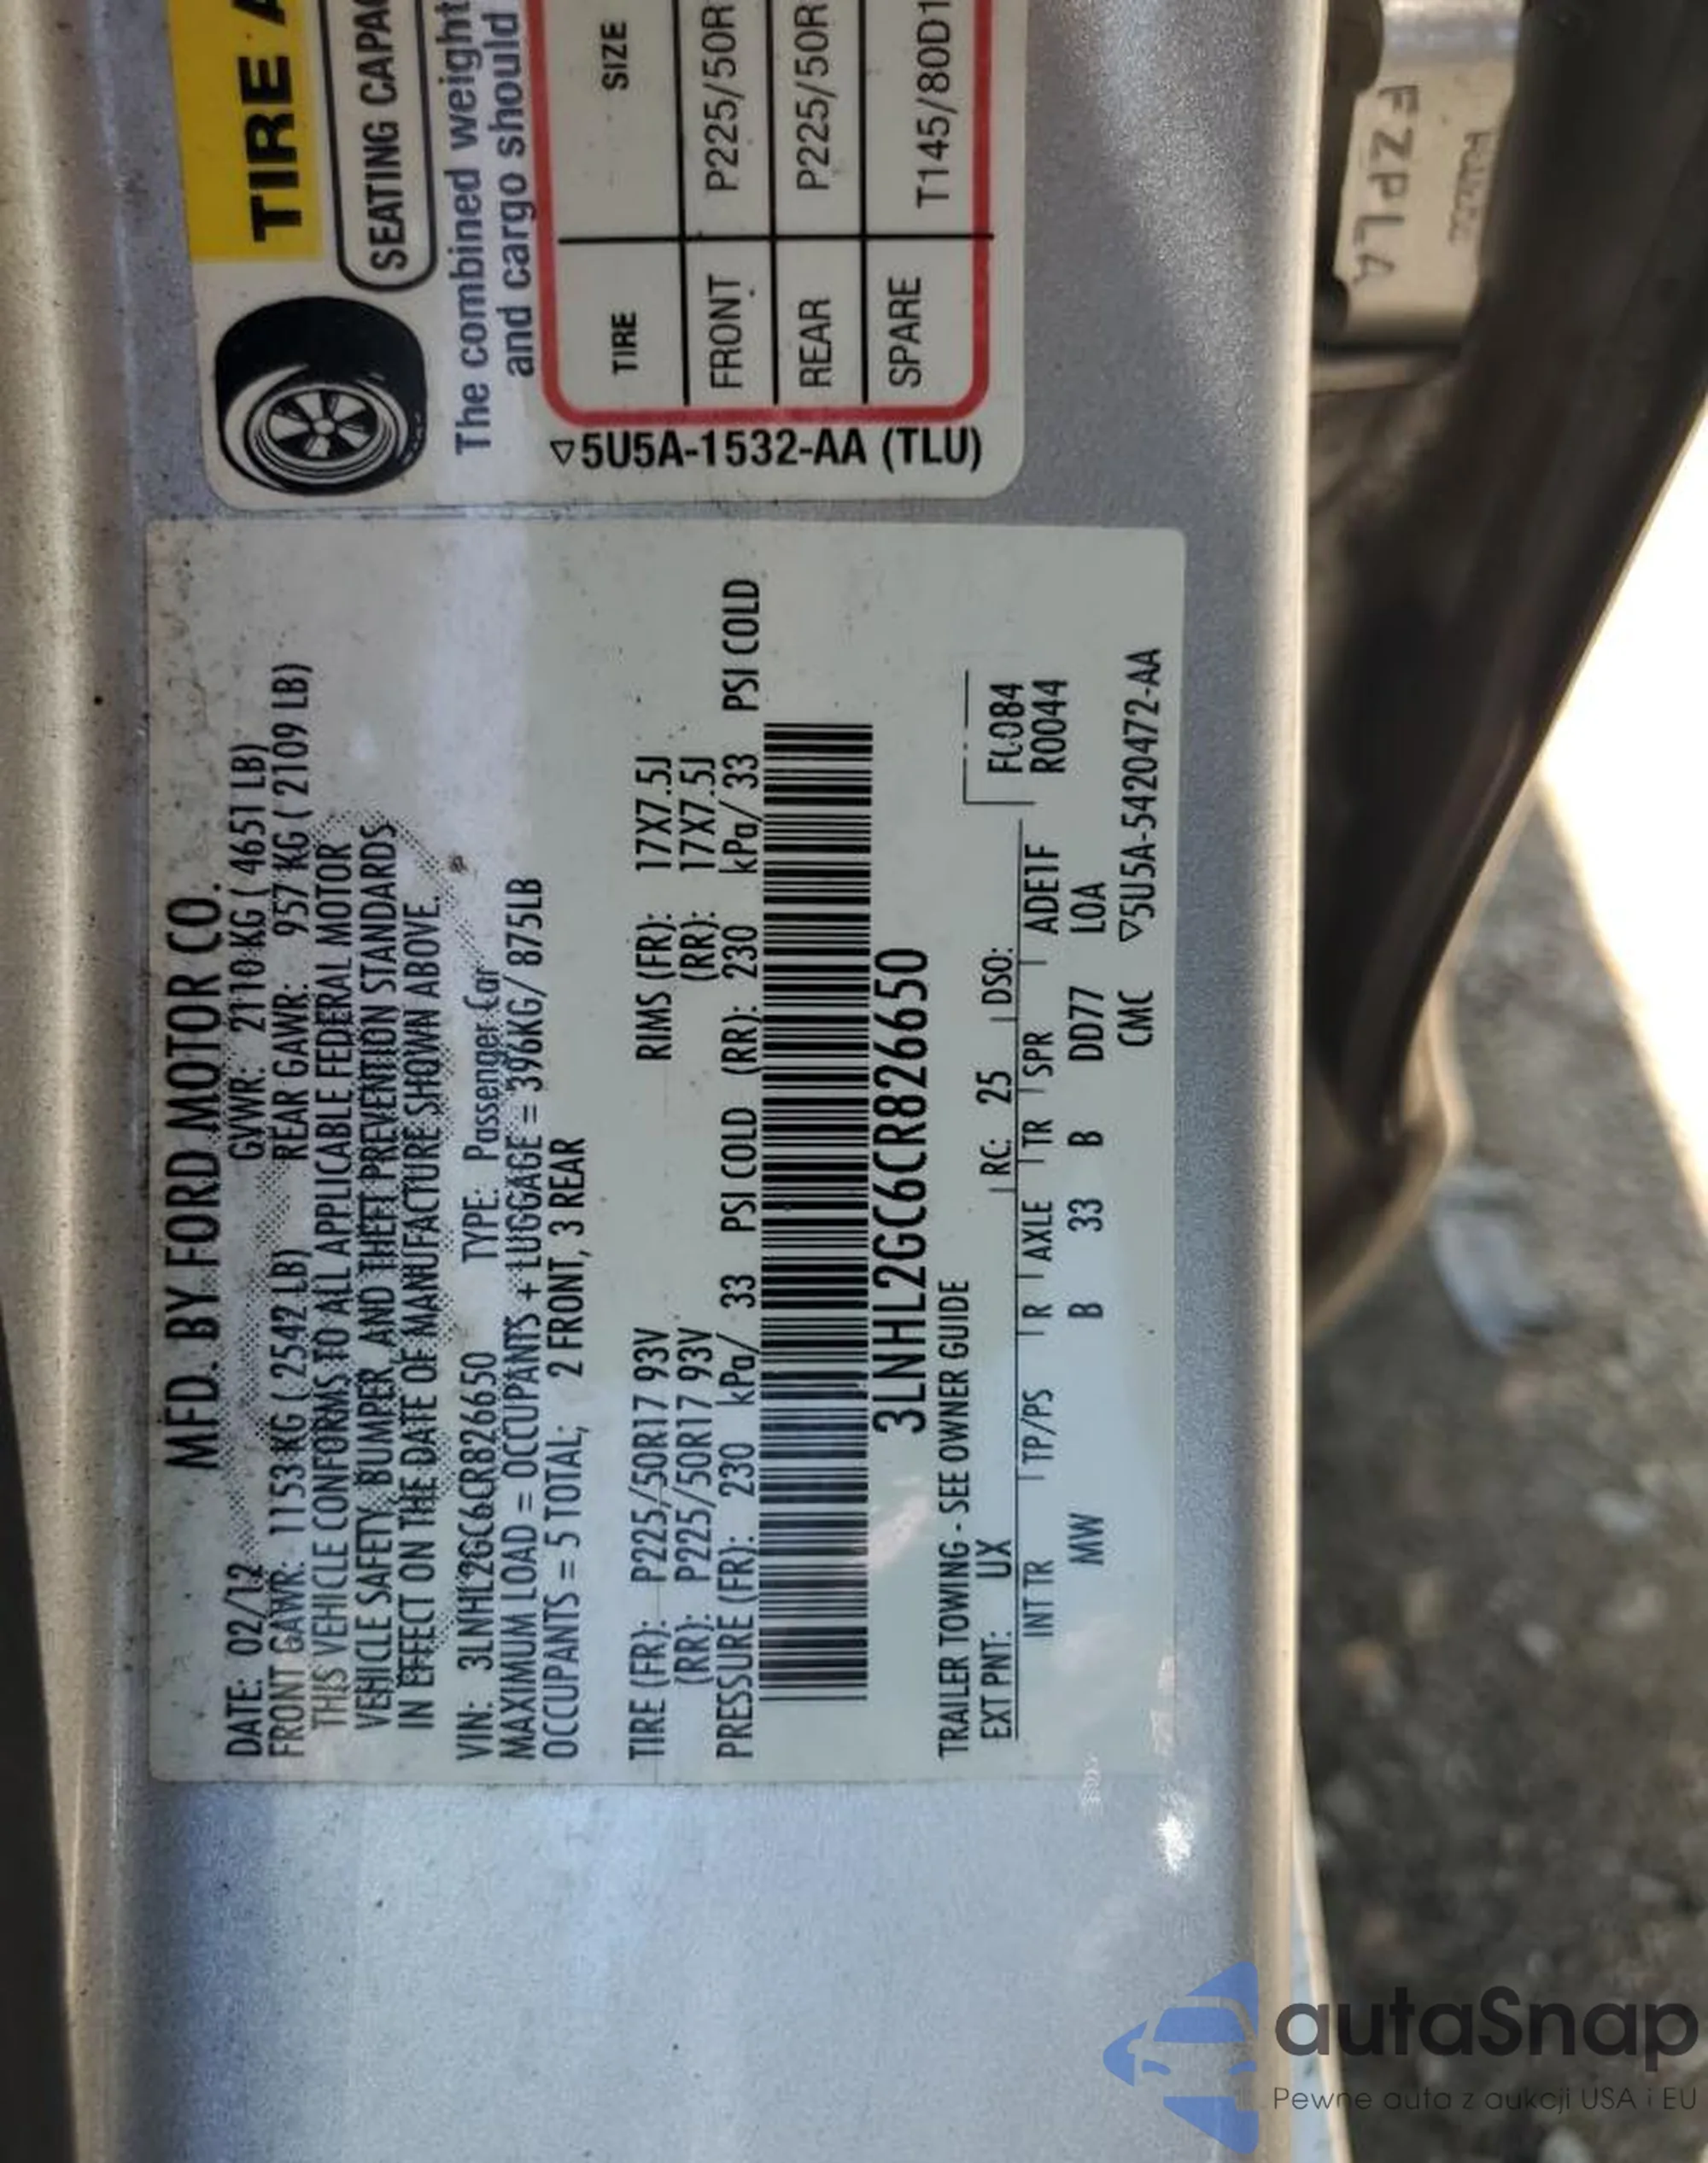 MFD. BY FORD MOTOR CO.
DATE: 02/12 GVWR: 2110 KG ( 4651 LB)
FRONT GAWR: 1153 KG ( 2542 LB) REAR GAWR: 957 KG ( 2109 LB)
THIS VEHICLE CONFORMS TO ALL APPLICABLE FEDERAL MOTOR
VEHICLE SAFETY, BUMPER, AND THEFT PREVENTION STANDARDS
IN EFFECT ON THE DATE OF MANUFACTURE SHOWN ABOVE.
VIN: 3LNHL2GC6CR826650 TYPE: Passenger Car
MAXIMUM LOAD = OCCUPANTS + LUGGAGE = 396KG/ 875LB
OCCUPANTS = 5 TOTAL; 2 FRONT, 3 REAR
TIRE (FR): P225/50R17 93V RIMS (FR): 17X7.5J
(RR): P225/50R17 93V (RR): 17X7.5J
PRESSURE (FR): 230 kPa/ 33 PSI COLD (RR): 230 kPa/ 33 PSI COLD
3LNHL2GC6CR826650
TRAILER TOWING - SEE OWNER GUIDE
EXT PNT: UX RC: 25 DSO: FL084
INT TR TP/PS R AXLE TR SPR ADE1F R0044
MW B 33 B DD77 LOA
CMC ▽5U5A-5420472-AA
TIRE A
SEATING CAPAC
The combined weight
and cargo should
TIRE SIZE
FRONT P225/50R
REAR P225/50R
SPARE T145/80D1
▽5U5A-1532-AA (TLU)
FZPLA
autaSnap
Pewne auta z aukcji USA i EU